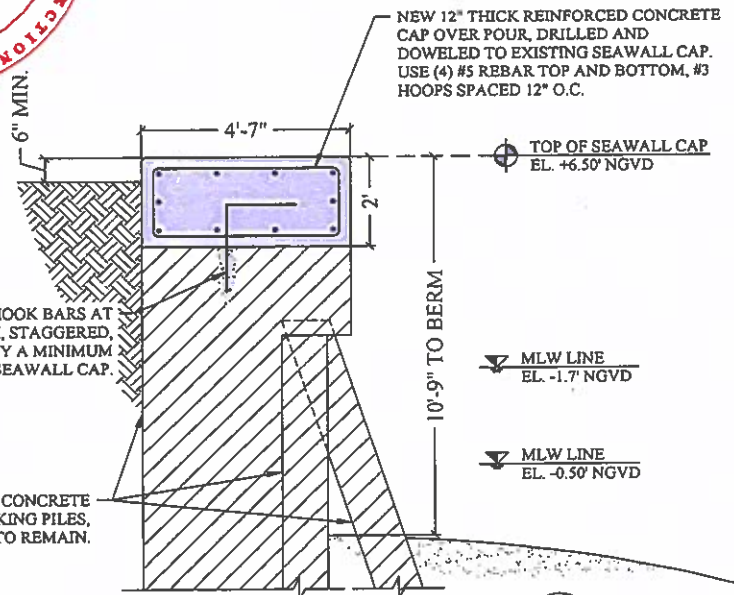 CTION
NEW 12" THICK REINFORCED CONCRETE
CAP OVER POUR, DRILLED AND
DOWELED TO EXISTING SEAWALL CAP.
USE (4) #5 REBAR TOP AND BOTTOM, #3
HOOPS SPACED 12" O.C.
6" MIN.
4'-7"
2'
TOP OF SEAWALL CAP
EL. +6.50' NGVD
HOOK BARS AT
, STAGGERED,
Y A MINIMUM
SEAWALL CAP.
10'-9" TO BERM
MLW LINE
EL. -1.7' NGVD
MLW LINE
EL. -0.50' NGVD
CONCRETE
KING PILES,
TO REMAIN.